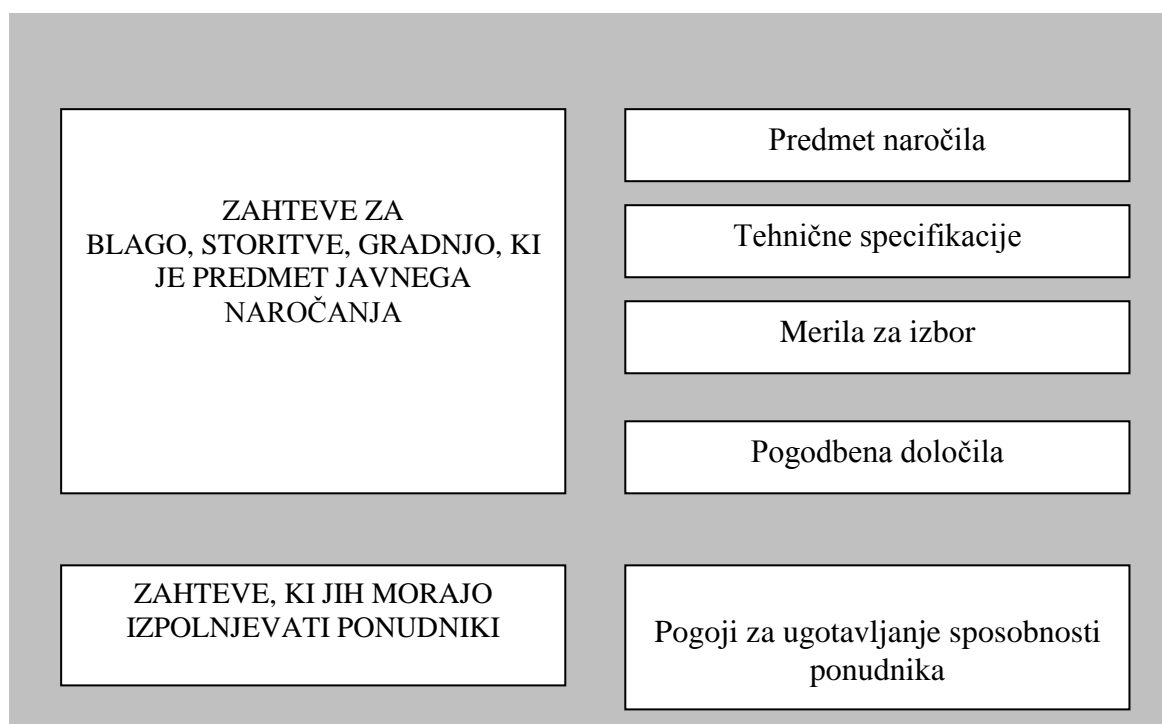 ZAHTEVE ZA
BLAGO, STORITVE, GRADNJO, KI
JE PREDMET JAVNEGA
NAROČANJA
Predmet naročila
Tehnične specifikacije
Merila za izbor
Pogodbena določila
ZAHTEVE, KI JIH MORAJO
IZPOLNJEVATI PONUDNIKI
Pogoji za ugotavljanje sposobnosti
ponudnika